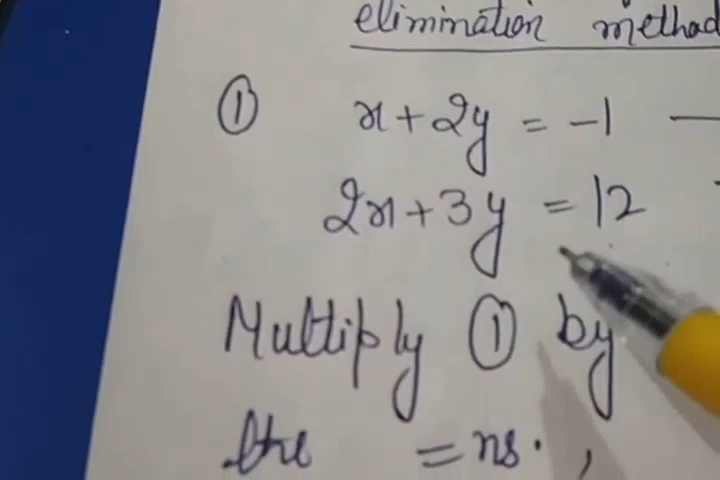 elimination method
① x + 2y = -1
2x + 3y = 12
Multiply ① by
the = ns.,